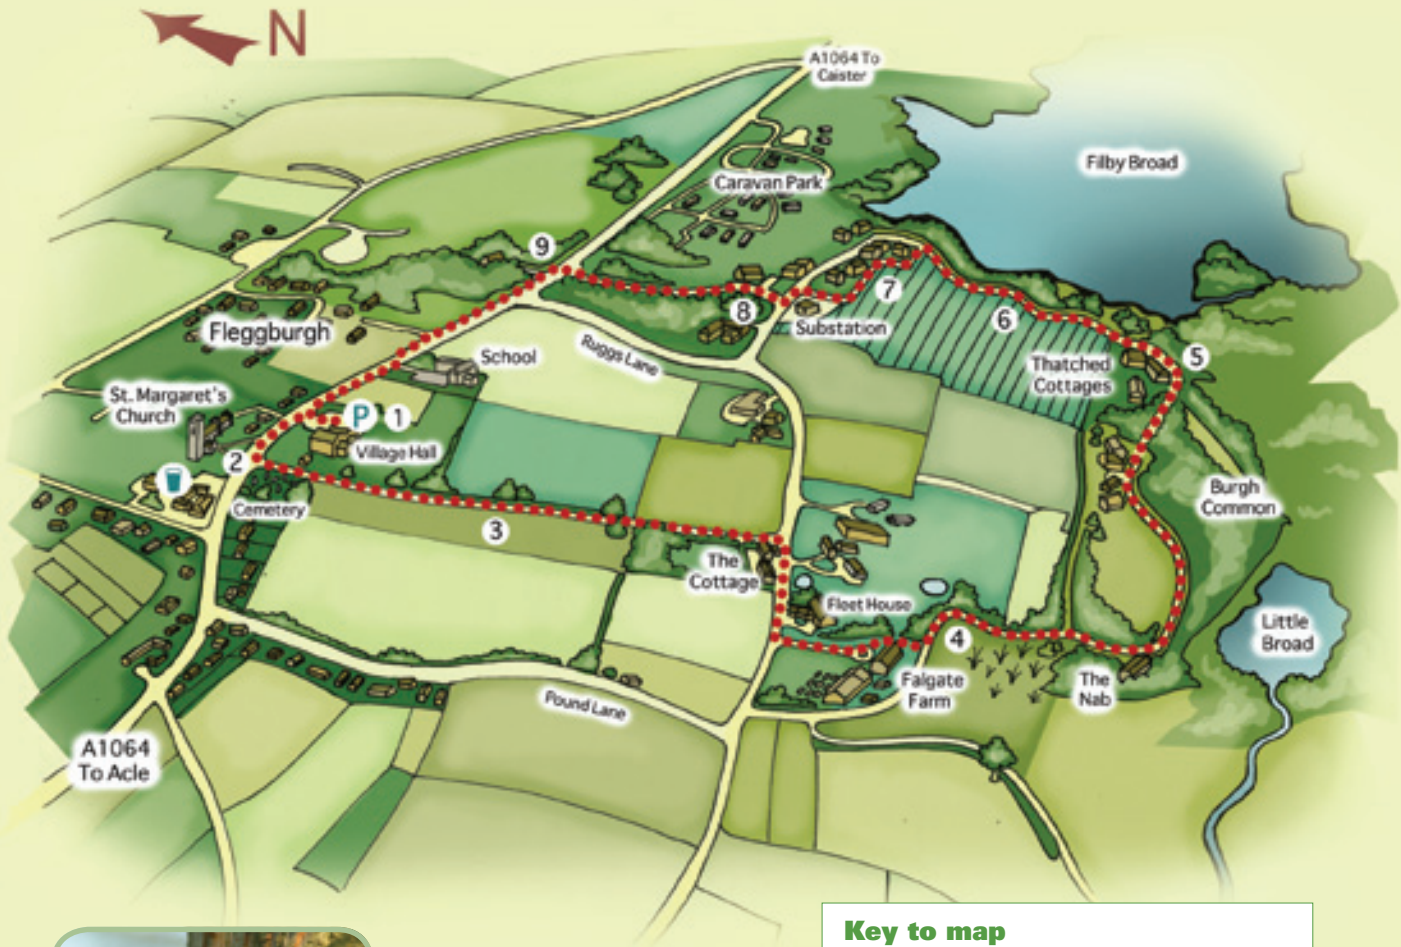 N
A1064 To
Caister
Filby Broad
Caravan Park
9
7
8
6
Fleggburgh
Substation
Ruggs Lane
School
Thatched
Cottages
5
St. Margaret's
Church
P 1
Village Hall
2
Cemetery
3
Burgh
Common
The
Cottage
Fleet House
4
Little
Broad
Falgate
Farm
The
Nab
Pound Lane
A1064
To Acle
Key to map